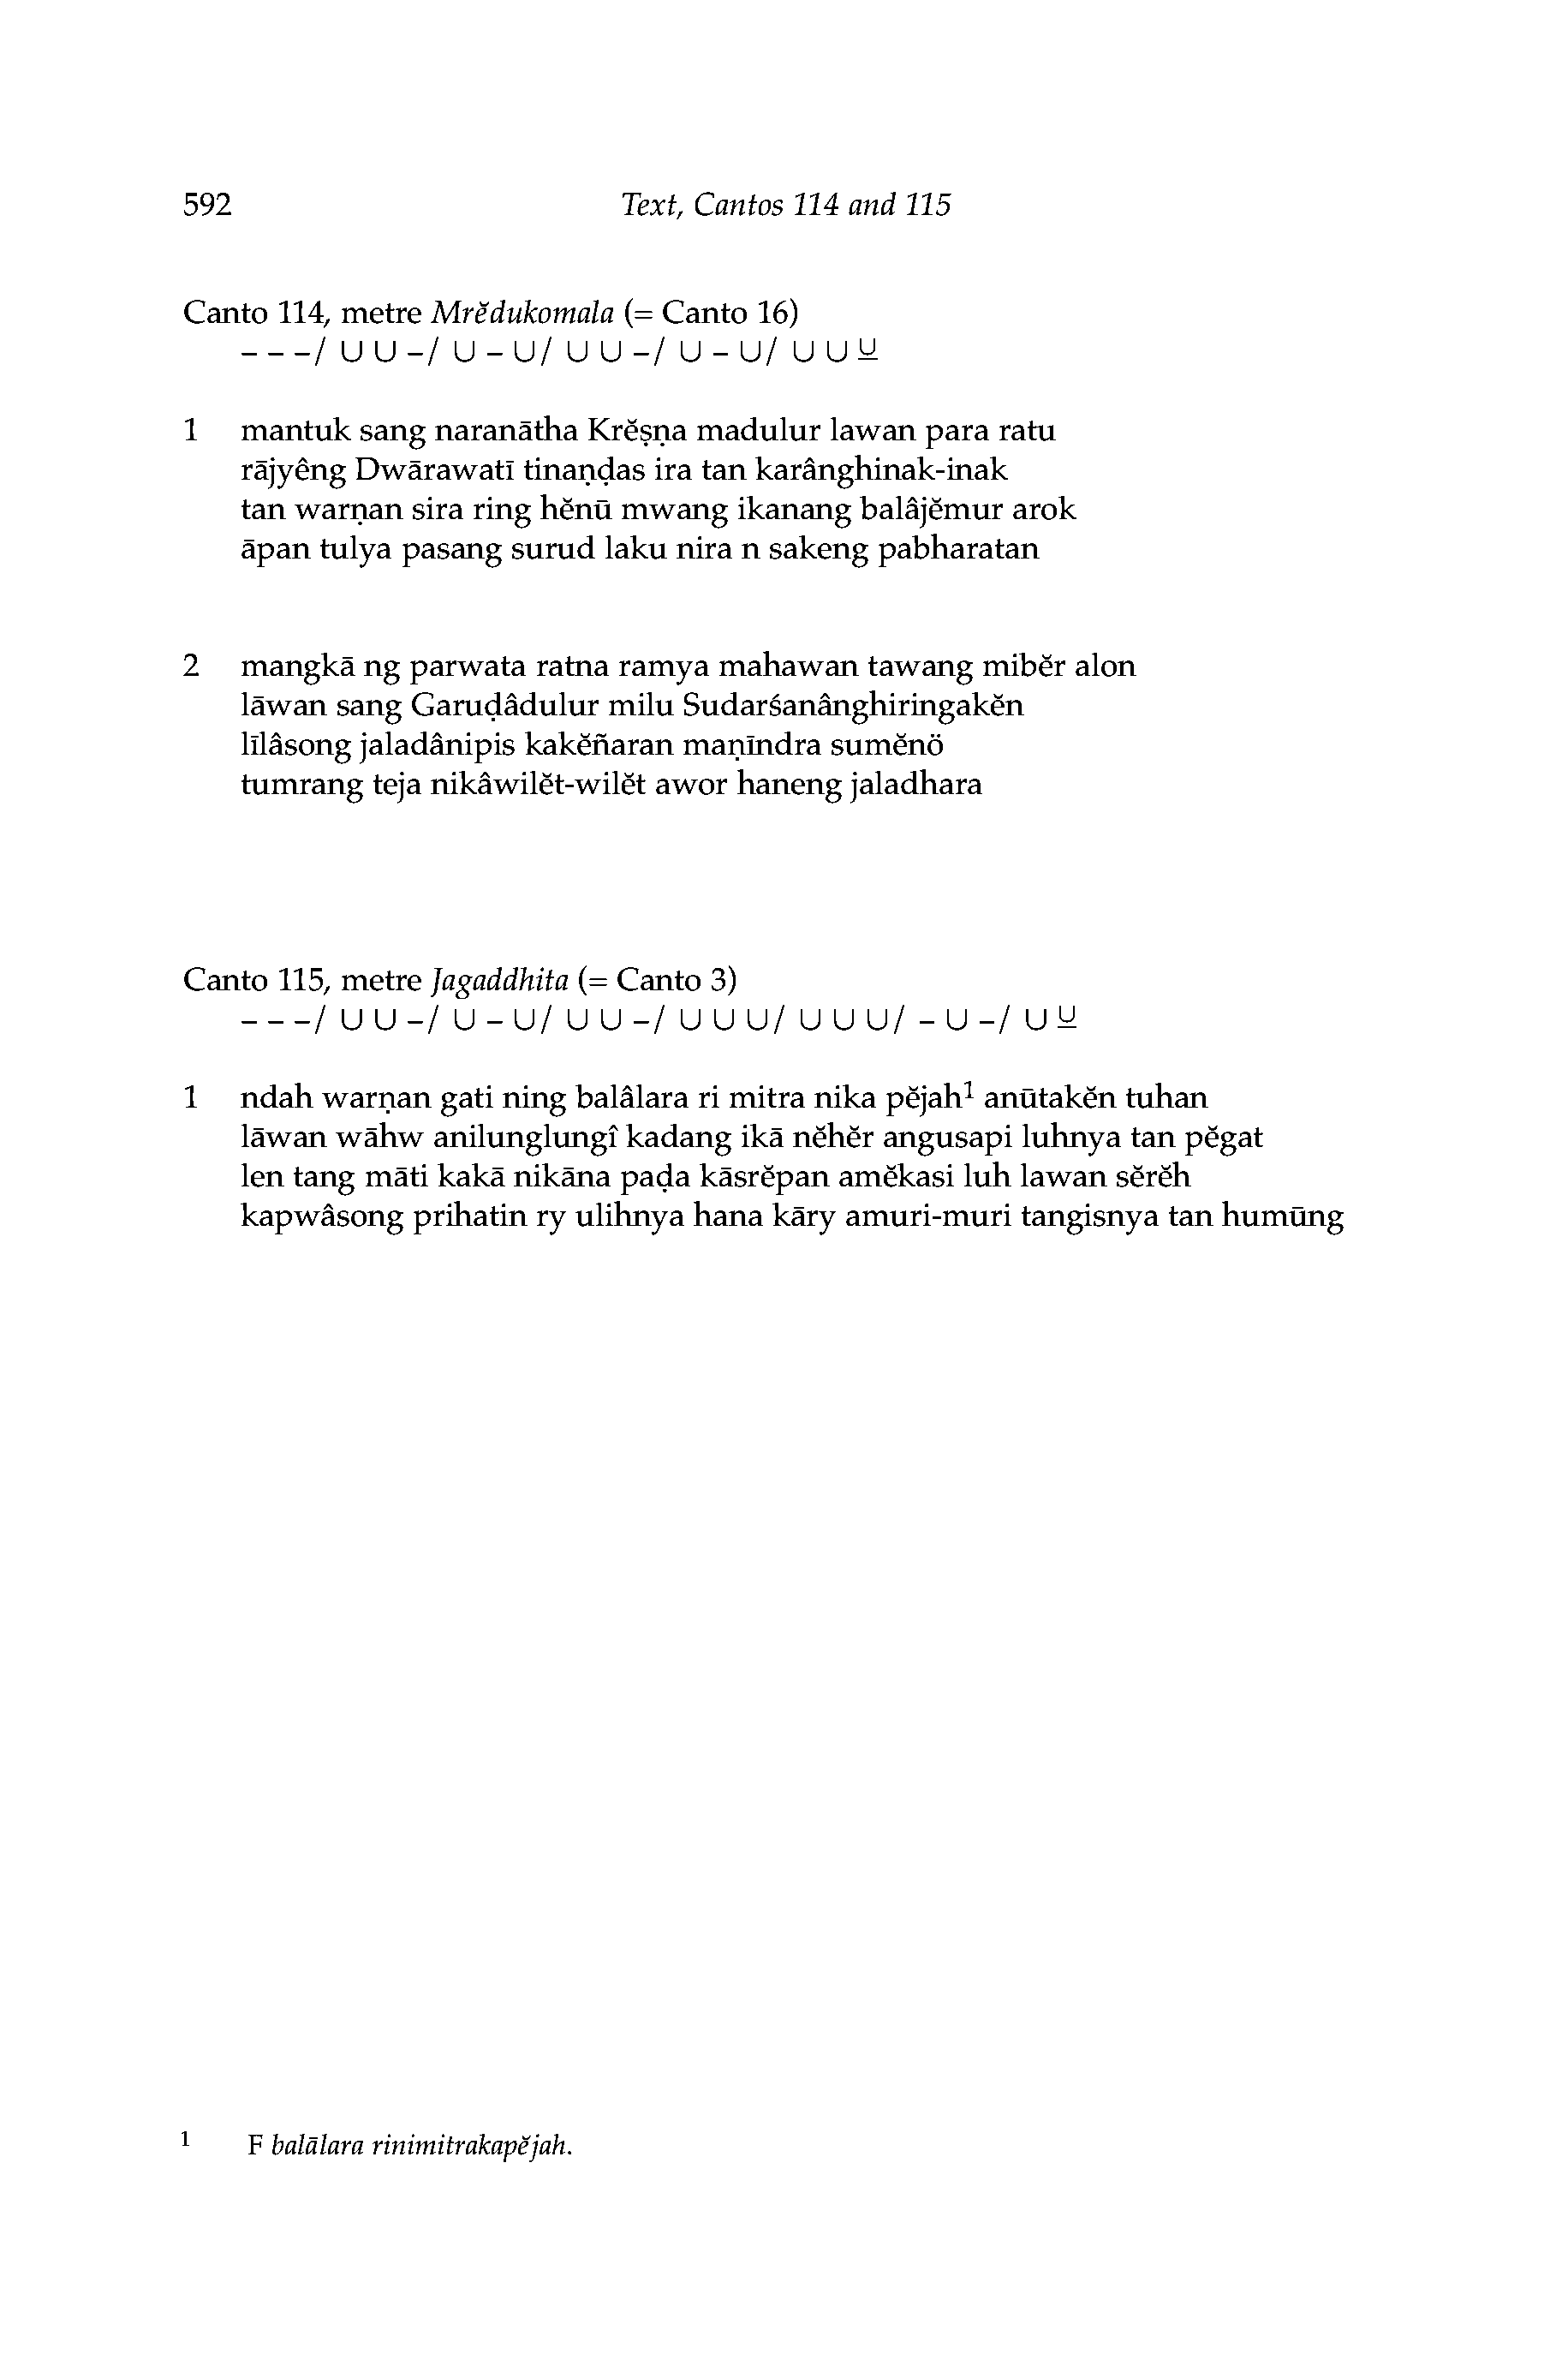 592 Text, Cantos 114 and 115
Canto 114, metre Mrĕdukomala (= Canto 16)
– – –/ ∪ ∪ –/ ∪ – ∪/ ∪ ∪ –/ ∪ – ∪/ ∪ ∪ ⊻
1 mantuk sang naranātha Krĕṣṇa madulur lawan para ratu
rājyêng Dwārawatī tinaṇḍas ira tan karânghinak-inak
tan warṇan sira ring hĕnū mwang ikanang balâjĕmur arok
āpan tulya pasang surud laku nira n sakeng pabharatan
2 mangkā ng parwata ratna ramya mahawan tawang mibĕr alon
lāwan sang Garuḍâdulur milu Sudarśanânghiringakĕn
līlâsong jaladânipis kakĕñaran maṇīndra sumĕnö
tumrang teja nikâwilĕt-wilĕt awor haneng jaladhara
Canto 115, metre Jagaddhita (= Canto 3)
– – –/ ∪ ∪ –/ ∪ – ∪/ ∪ ∪ –/ ∪ ∪ ∪/ ∪ ∪ ∪/ – ∪ –/ ∪ ⊻
1 ndah warṇan gati ning balâlara ri mitra nika pĕjah¹ anūtakĕn tuhan
lāwan wāhw anilunglungî kadang ikā nĕhĕr angusapi luhnya tan pĕgat
len tang māti kakā nikāna paḍa kāsrĕpan amĕkasi luh lawan sĕrĕh
kapwâsong prihatin ry ulihnya hana kāry amuri-muri tangisnya tan humūng
¹ F balālara rinimitrakapĕjah.